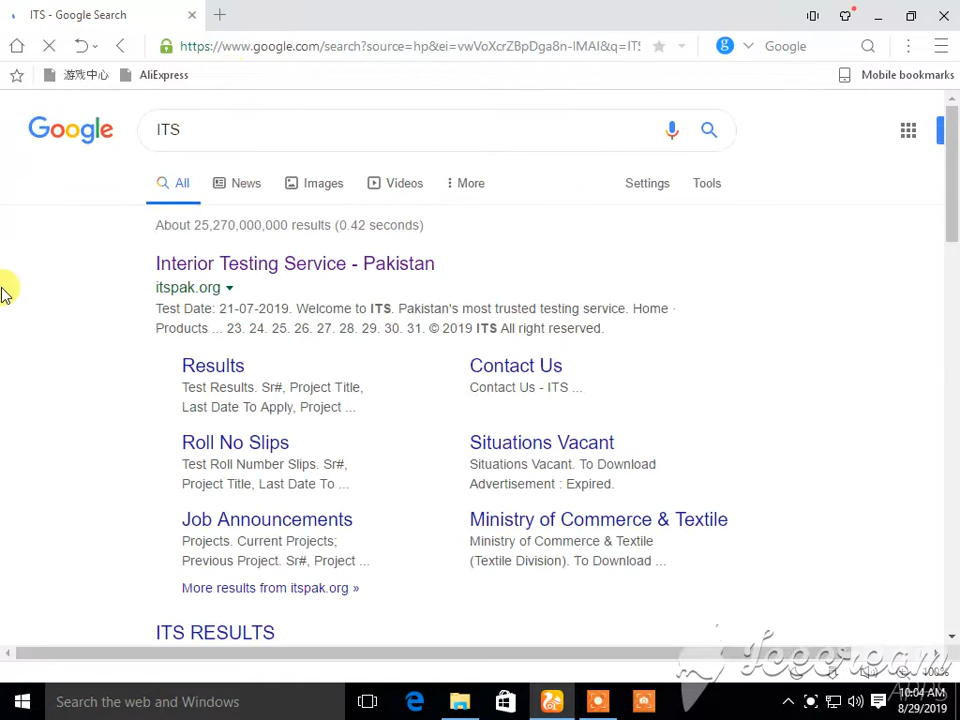 ITS - Google Search
https://www.google.com/search?source=hp&ei=vwVoXcrZBpDga8n-lMAI&q=ITS
Google
游戏中心
AliExpress
Mobile bookmarks
Google
ITS
All
News
Images
Videos
More
Settings
Tools
About 25,270,000,000 results (0.42 seconds)
Interior Testing Service - Pakistan
itspak.org
Test Date: 21-07-2019. Welcome to ITS. Pakistan's most trusted testing service. Home ·
Products ... 23. 24. 25. 26. 27. 28. 29. 30. 31. © 2019 ITS All right reserved.
Results
Test Results. Sr#, Project Title,
Last Date To Apply, Project ...
Contact Us
Contact Us - ITS ...
Roll No Slips
Test Roll Number Slips. Sr#,
Project Title, Last Date To ...
Situations Vacant
Situations Vacant. To Download
Advertisement : Expired.
Job Announcements
Projects. Current Projects;
Previous Project. Sr#, Project ...
Ministry of Commerce & Textile
Ministry of Commerce & Textile
(Textile Division). To Download ...
More results from itspak.org »
ITS RESULTS
Icecream
APPS
100%
Search the web and Windows
10:04 AM
8/29/2019